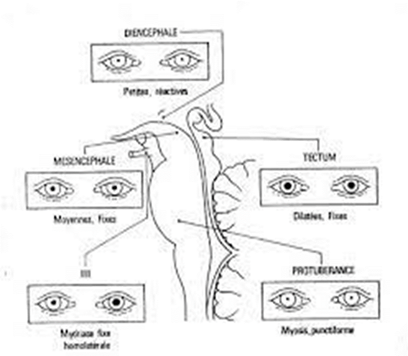 DIENCEPHALE
Petites, réactives
MESENCEPHALE
Moyennes, fixes
TECTUM
Dilatées, fixes
III
Mydriase fixe
homolatérale
PROTUBERANCE
Myosis punctiforme